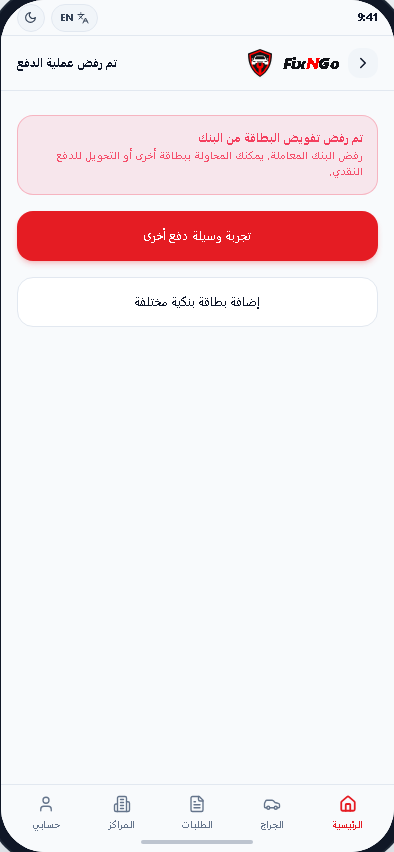 9:41
EN
FixNGo
تم رفض عملية الدفع
تم رفض تفويض البطاقة من البنك
رفض البنك المعاملة. يمكنك المحاولة ببطاقة أخرى أو التحويل للدفع
النقدي.
تجربة وسيلة دفع أخرى
إضافة بطاقة بنكية مختلفة
الرئيسية
الجراج
الطلبات
المراكز
حسابي